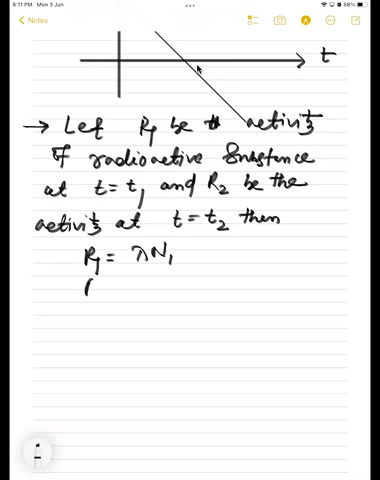 8:11 PM Mon 3 Jan
68%
Notes
t
→ Let R₁ be activity
of radioactive substance
at t = t₁ and R₂ be the
activity at t = t₂ then
R₁ = λN₁
(